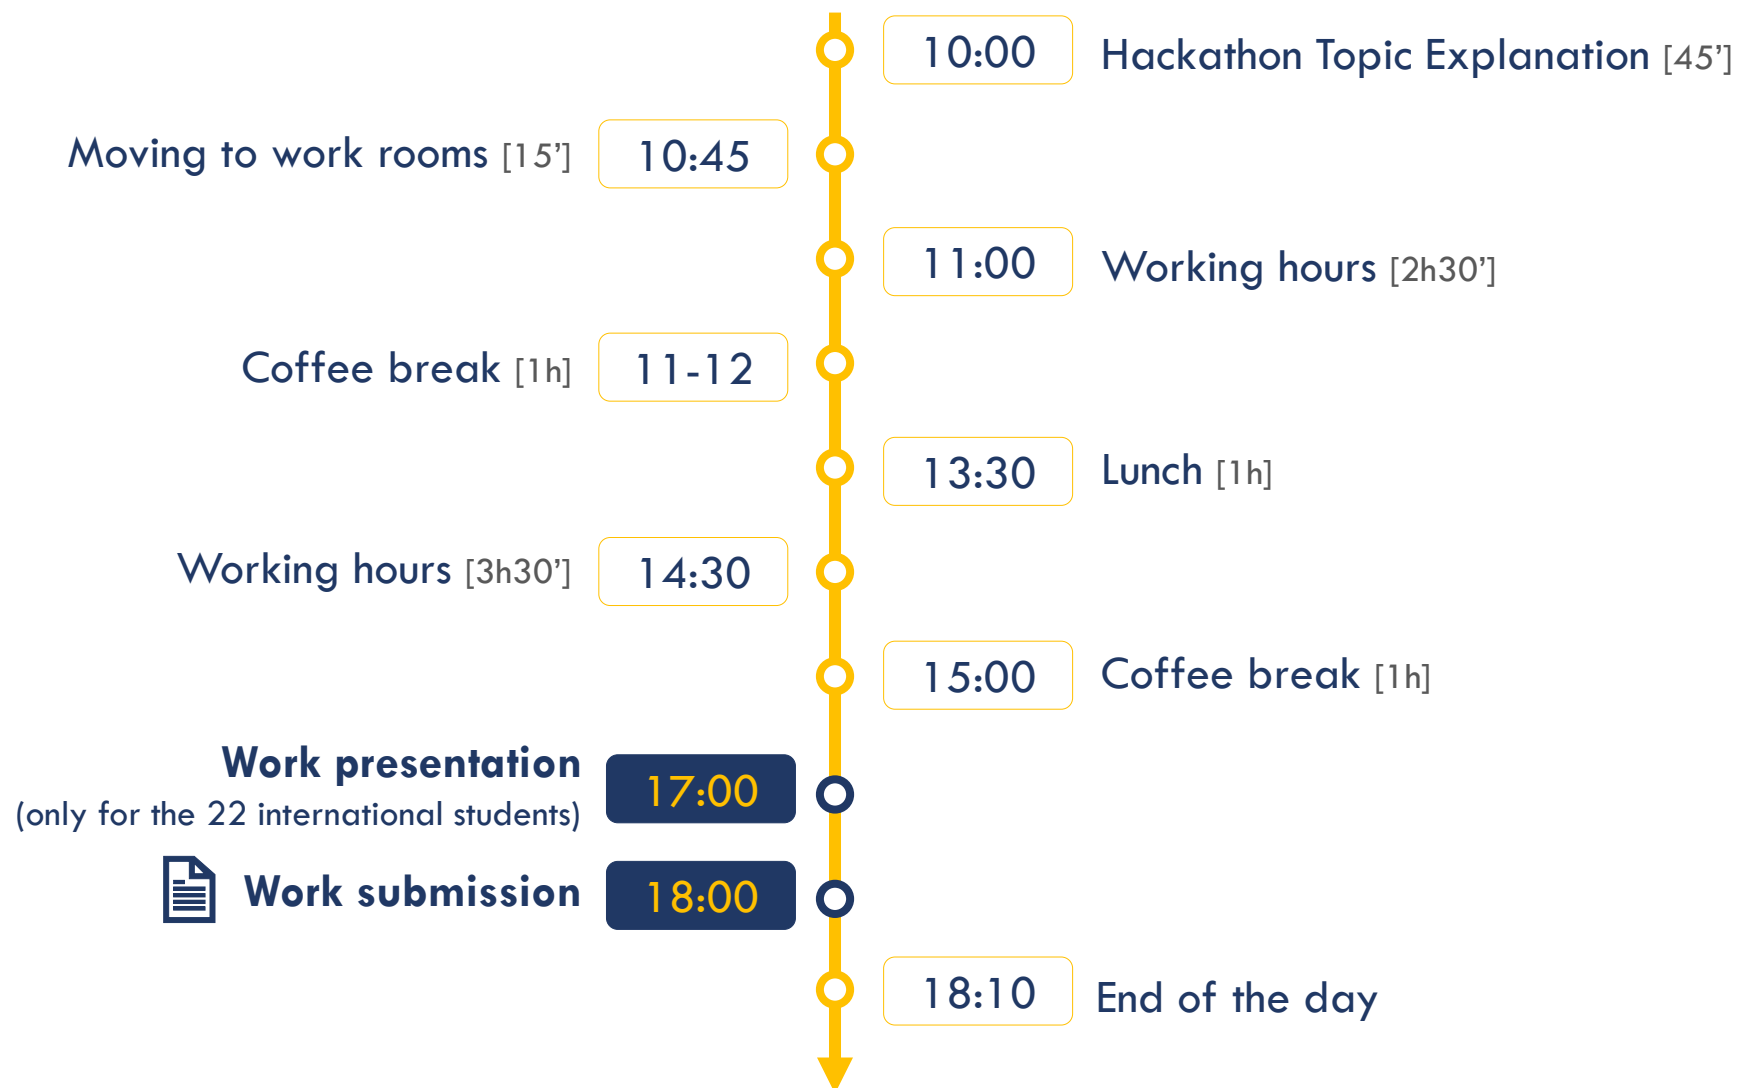 10:00 Hackathon Topic Explanation [45’]
Moving to work rooms [15’] 10:45
11:00 Working hours [2h30’]
Coffee break [1h] 11-12
13:30 Lunch [1h]
Working hours [3h30’] 14:30
15:00 Coffee break [1h]
Work presentation
(only for the 22 international students)
17:00
Work submission 18:00
18:10 End of the day